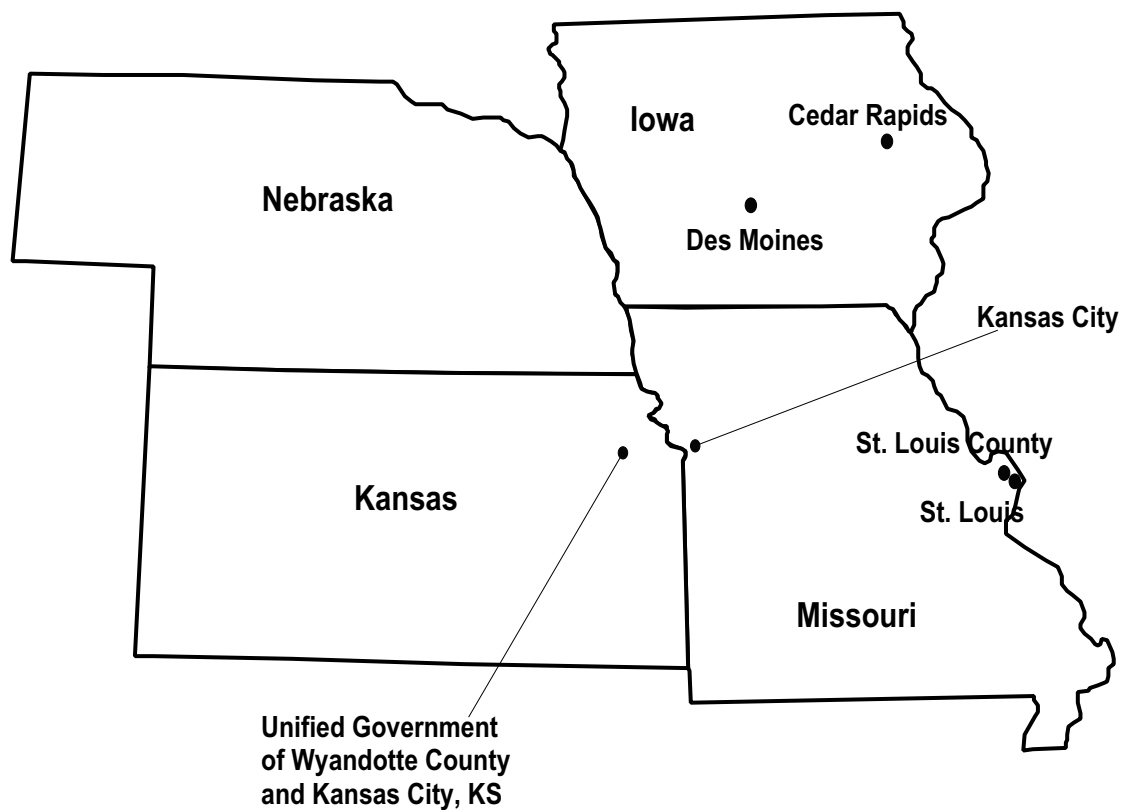 Iowa
Cedar Rapids
Nebraska
Des Moines
Kansas City
St. Louis County
Kansas
St. Louis
Missouri
Unified Government
of Wyandotte County
and Kansas City, KS